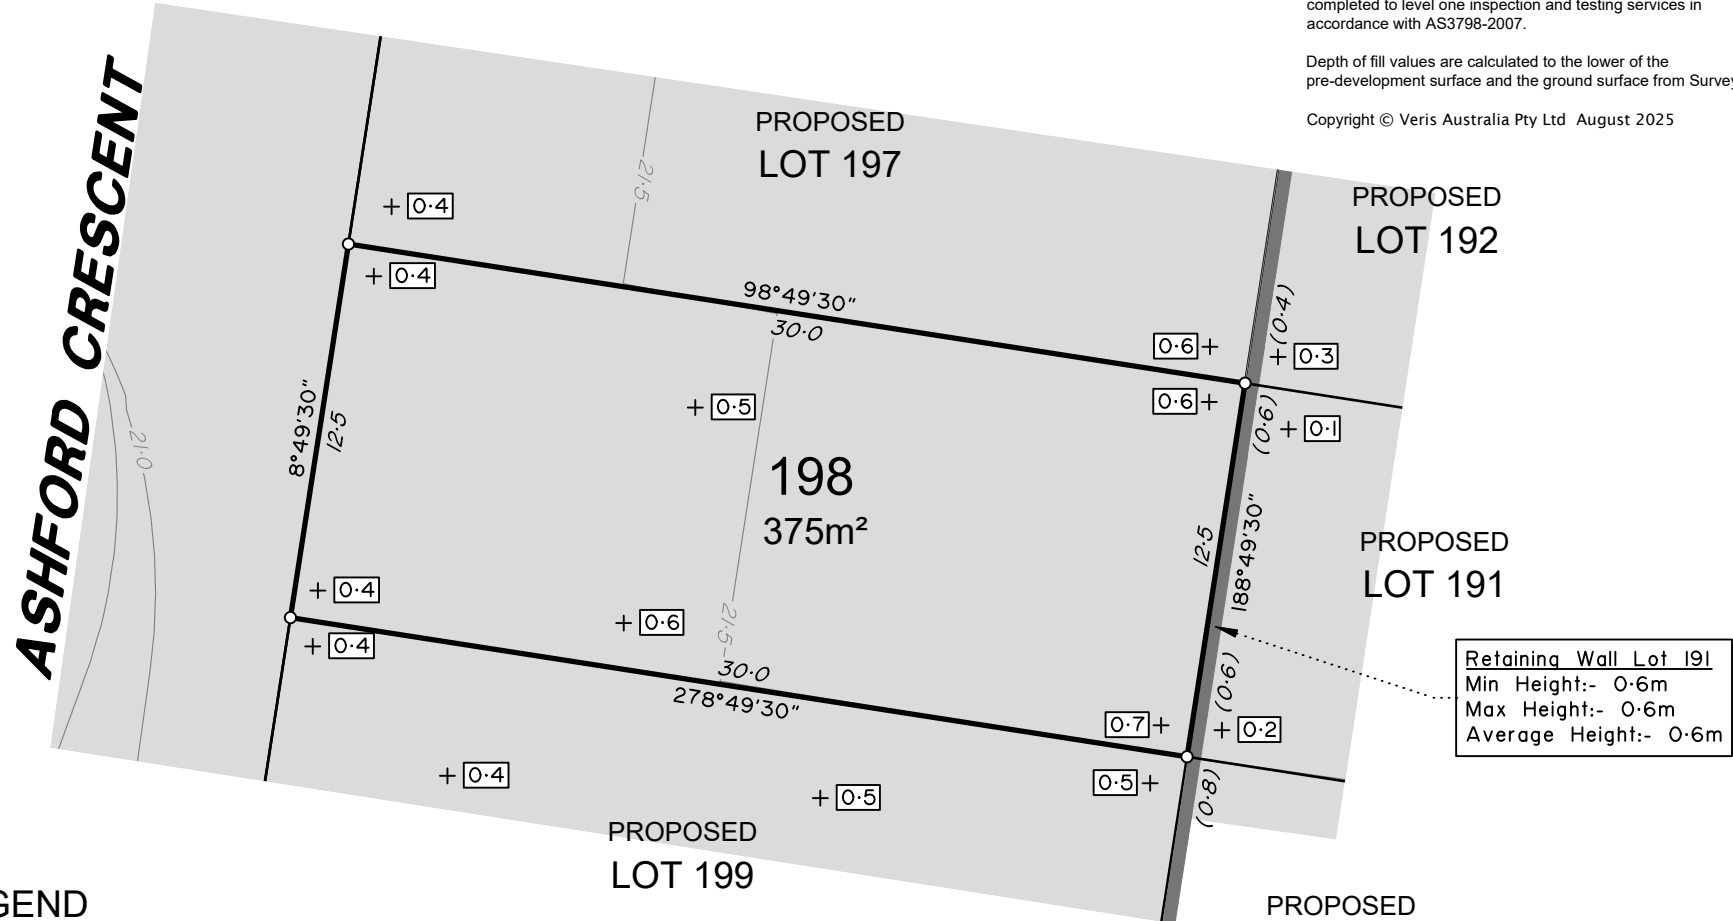 completed to level one inspection and testing services in
accordance with AS3798-2007.
Depth of fill values are calculated to the lower of the
pre-development surface and the ground surface from Survey
Copyright © Veris Australia Pty Ltd August 2025
ASHFORD CRESCENT
PROPOSED
LOT 197
21·5
PROPOSED
LOT 192
0·4
0·4
98°49'30"
30·0
0·6
0·6
(0·4)
0·3
(0·6)
0·1
8°49'30"
12·5
21·0
0·5
198
375m²
21·5
12·5
188°49'30"
PROPOSED
LOT 191
0·4
0·4
0·6
30·0
278°49'30"
0·7
0·5
(0·6)
0·2
(0·8)
Retaining Wall Lot 191
Min Height:- 0·6m
Max Height:- 0·6m
Average Height:- 0·6m
0·4
0·5
PROPOSED
LOT 199
GEND
PROPOSED